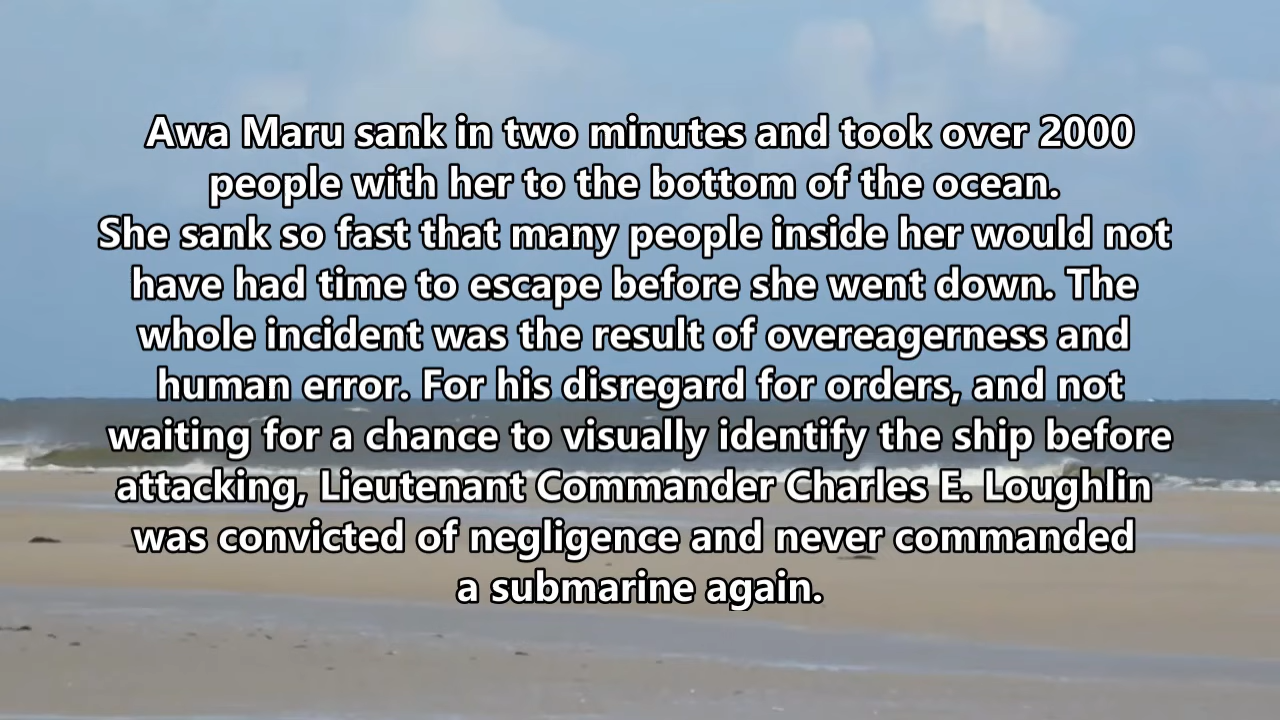 Awa Maru sank in two minutes and took over 2000
people with her to the bottom of the ocean.
She sank so fast that many people inside her would not
have had time to escape before she went down. The
whole incident was the result of overeagerness and
human error. For his disregard for orders, and not
waiting for a chance to visually identify the ship before
attacking, Lieutenant Commander Charles E. Loughlin
was convicted of negligence and never commanded
a submarine again.